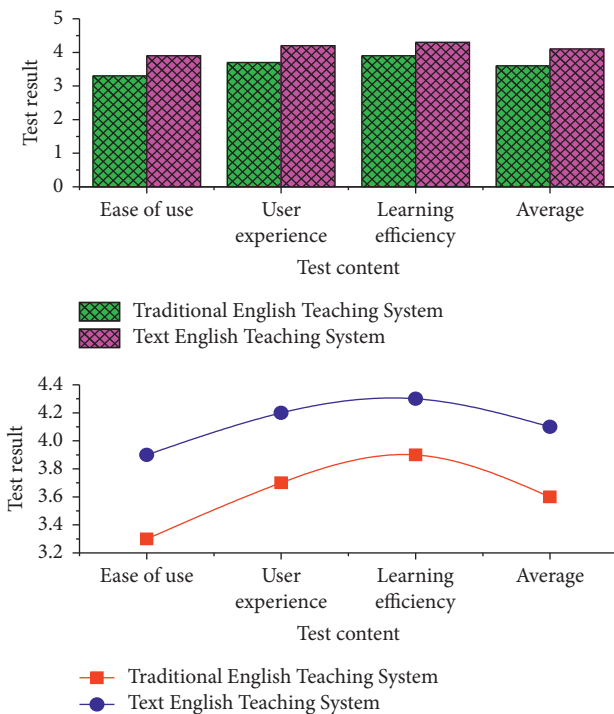 5
4
3
2
1
0
Test result
Ease of use
User
experience
Learning
efficiency
Average
Test content
Traditional English Teaching System
Text English Teaching System
4.4
4.2
4.0
3.8
3.6
3.4
3.2
Test result
Ease of use
User
experience
Learning
efficiency
Average
Test content
Traditional English Teaching System
Text English Teaching System